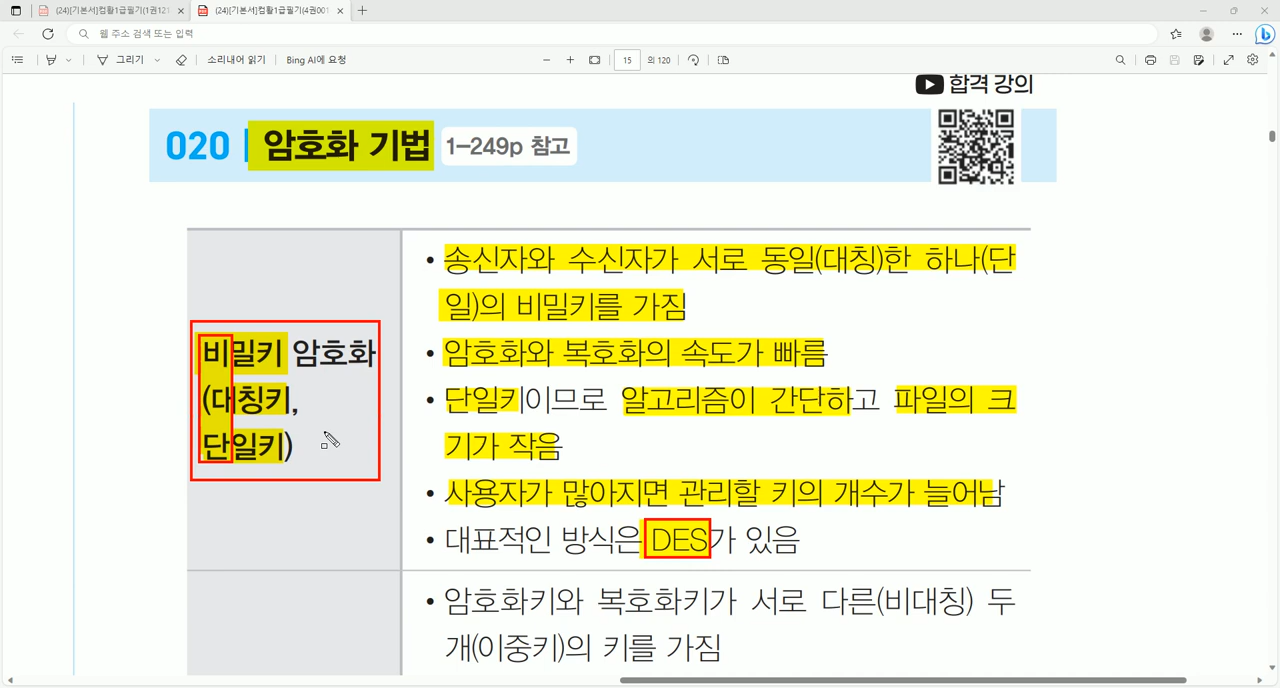 (24)[기본서]컴활1급필기(1권121
(24)[기본서]컴활1급필기(4권001
웹 주소 검색 또는 입력
그리기
소리내어 읽기
Bing AI에 요청
15
의 120
합격 강의
020 암호화 기법 1-249p 참고
비밀키 암호화
(대칭키,
단일키)
• 송신자와 수신자가 서로 동일(대칭)한 하나(단
일)의 비밀키를 가짐
• 암호화와 복호화의 속도가 빠름
• 단일키이므로 알고리즘이 간단하고 파일의 크
기가 작음
• 사용자가 많아지면 관리할 키의 개수가 늘어남
• 대표적인 방식은 DES가 있음
• 암호화키와 복호화키가 서로 다른(비대칭) 두
개(이중키)의 키를 가짐